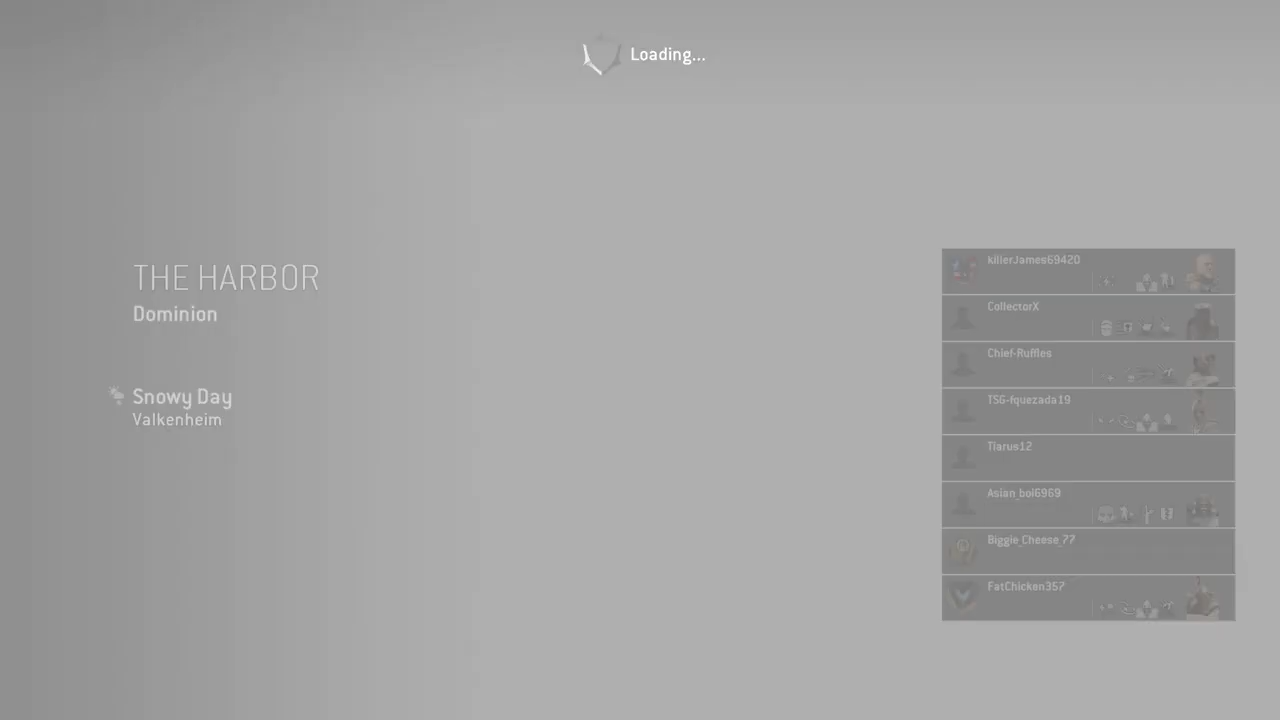 Loading...
THE HARBOR
Dominion
Snowy Day
Valkenheim
killerJames69420
CollectorX
Chief-Ruffles
TSG-fquezada19
Tiarus12
Asian_boi6969
Biggie_Cheese_77
FatChicken357